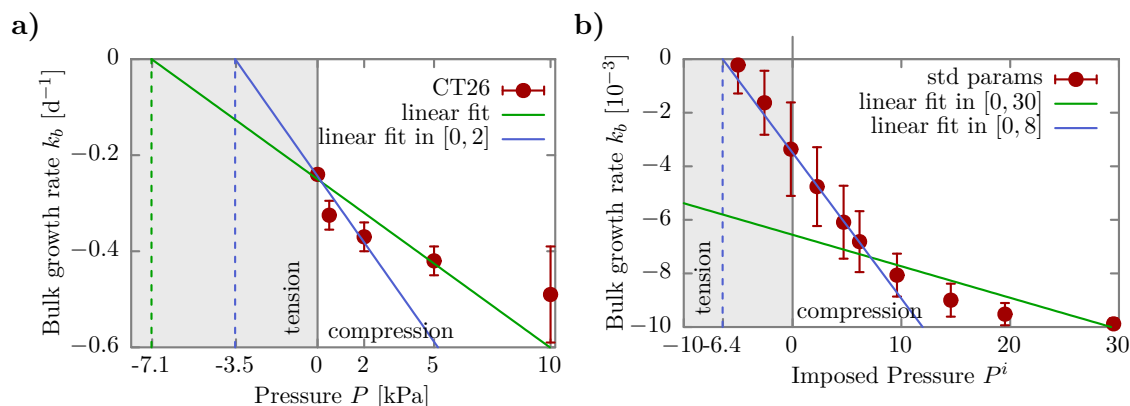 a)
Bulk growth rate k_b [d^{-1}]
0
−0.2
−0.4
−0.6
CT26
linear fit
linear fit in [0, 2]
tension
compression
-7.1 -3.5 0 2 5 10
Pressure P [kPa]
b)
Bulk growth rate k_b [10^{-3}]
0
−2
−4
−6
−8
−10
std params
linear fit in [0, 30]
linear fit in [0, 8]
tension
compression
−10 -6.4 0 10 20 30
Imposed Pressure P^i